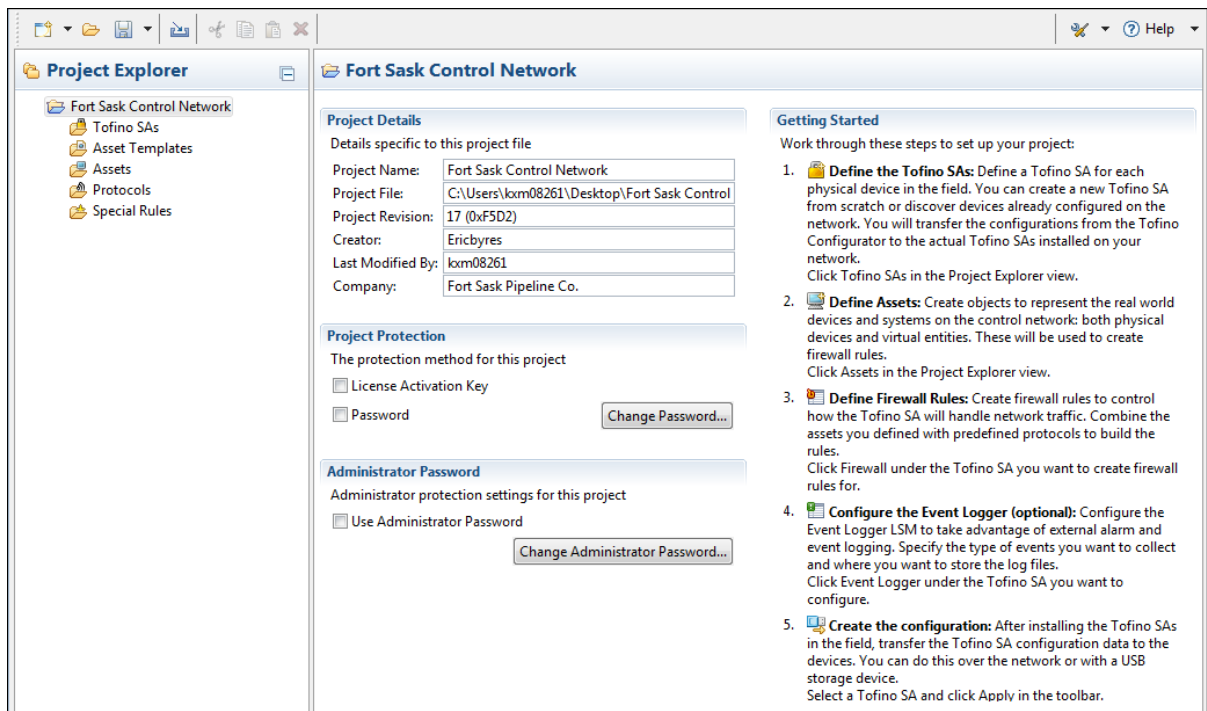 Help
Project Explorer
Fort Sask Control Network
Tofino SAs
Asset Templates
Assets
Protocols
Special Rules
Fort Sask Control Network
Project Details
Details specific to this project file
Project Name: Fort Sask Control Network
Project File: C:\Users\kxm08261\Desktop\Fort Sask Control
Project Revision: 17 (0xF5D2)
Creator: Ericbyres
Last Modified By: kxm08261
Company: Fort Sask Pipeline Co.
Project Protection
The protection method for this project
License Activation Key
Password Change Password...
Administrator Password
Administrator protection settings for this project
Use Administrator Password
Change Administrator Password...
Getting Started
Work through these steps to set up your project:
1. Define the Tofino SAs: Define a Tofino SA for each
physical device in the field. You can create a new Tofino SA
from scratch or discover devices already configured on the
network. You will transfer the configurations from the Tofino
Configurator to the actual Tofino SAs installed on your
network.
Click Tofino SAs in the Project Explorer view.
2. Define Assets: Create objects to represent the real world
devices and systems on the control network: both physical
devices and virtual entities. These will be used to create
firewall rules.
Click Assets in the Project Explorer view.
3. Define Firewall Rules: Create firewall rules to control
how the Tofino SA will handle network traffic. Combine the
assets you defined with predefined protocols to build the
rules.
Click Firewall under the Tofino SA you want to create firewall
rules for.
4. Configure the Event Logger (optional): Configure the
Event Logger LSM to take advantage of external alarm and
event logging. Specify the type of events you want to collect
and where you want to store the log files.
Click Event Logger under the Tofino SA you want to
configure.
5. Create the configuration: After installing the Tofino SAs
in the field, transfer the Tofino SA configuration data to the
devices. You can do this over the network or with a USB
storage device.
Select a Tofino SA and click Apply in the toolbar.